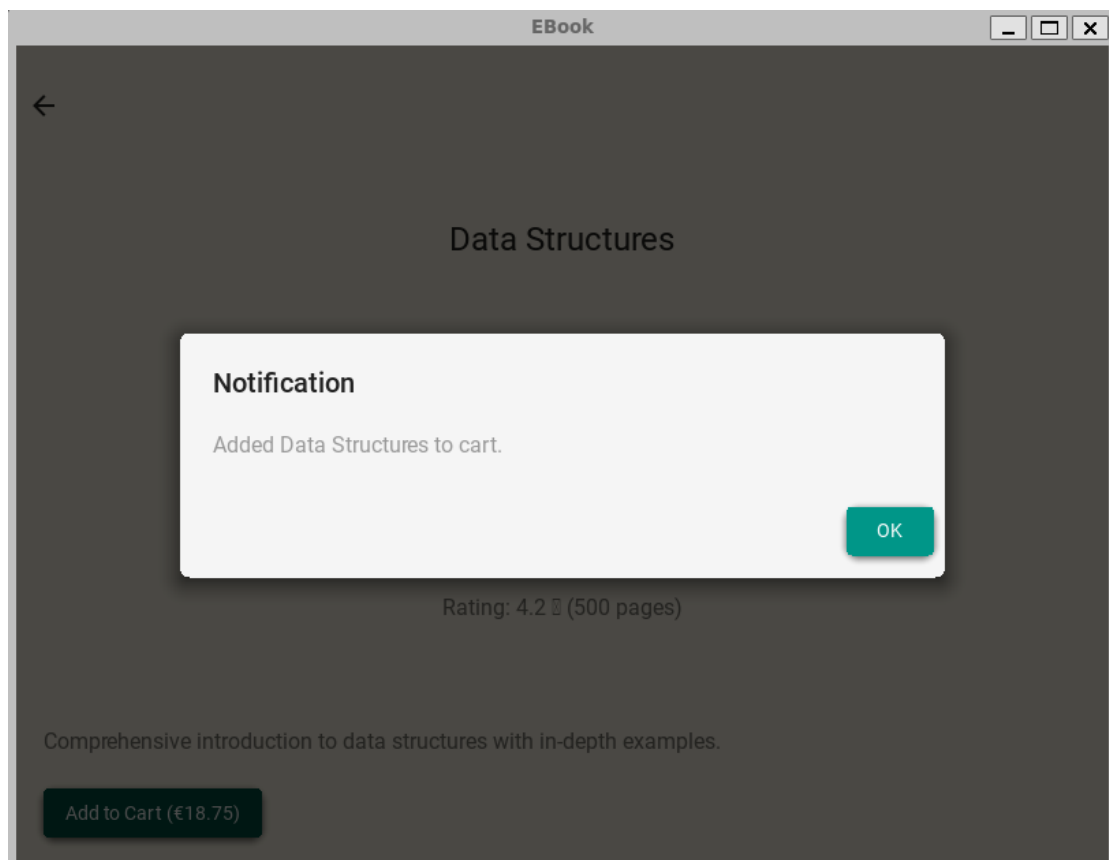 EBook
Data Structures
Notification
Added Data Structures to cart.
OK
Rating: 4.2 (500 pages)
Comprehensive introduction to data structures with in-depth examples.
Add to Cart (€18.75)